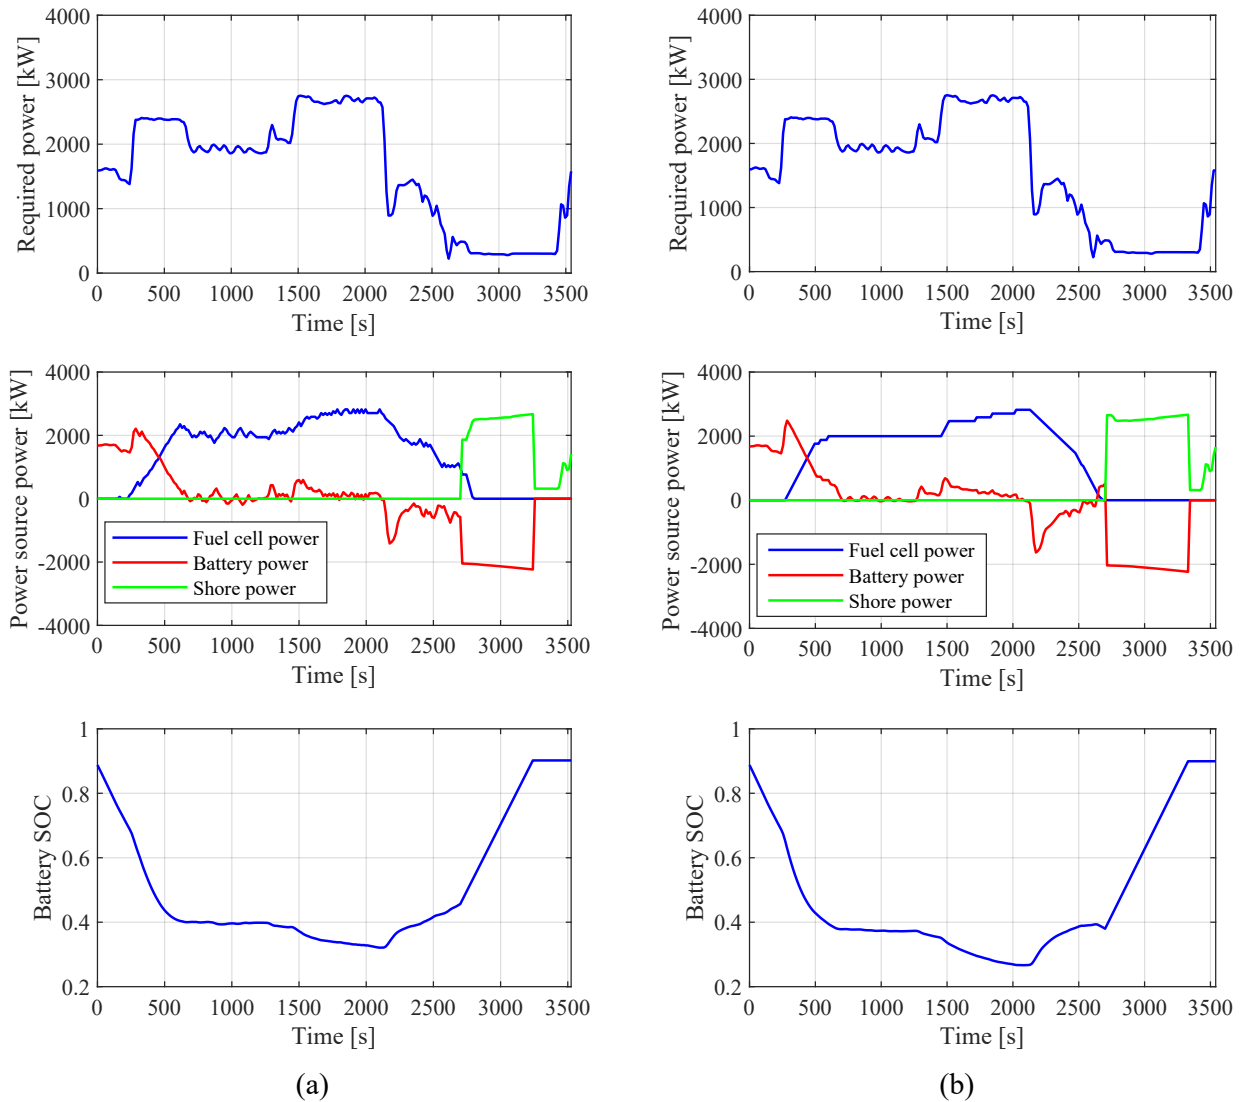 Required power [kW]
4000
3000
2000
1000
0
0 500 1000 1500 2000 2500 3000 3500
Time [s]
Required power [kW]
4000
3000
2000
1000
0
0 500 1000 1500 2000 2500 3000 3500
Time [s]
Power source power [kW]
4000
2000
0
-2000
-4000
Fuel cell power
Battery power
Shore power
0 500 1000 1500 2000 2500 3000 3500
Time [s]
Power source power [kW]
4000
2000
0
-2000
-4000
Fuel cell power
Battery power
Shore power
0 500 1000 1500 2000 2500 3000 3500
Time [s]
Battery SOC
1
0.8
0.6
0.4
0.2
0 500 1000 1500 2000 2500 3000 3500
Time [s]
Battery SOC
1
0.8
0.6
0.4
0.2
0 500 1000 1500 2000 2500 3000 3500
Time [s]
(a)
(b)